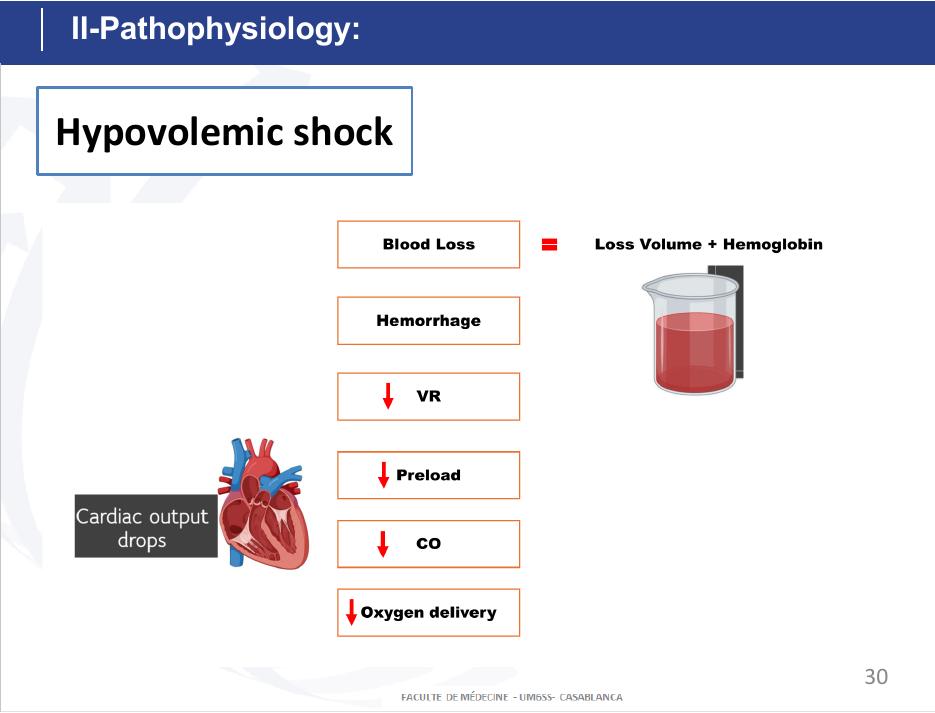 II-Pathophysiology:
Hypovolemic shock
Blood Loss
=
Loss Volume + Hemoglobin
Hemorrhage
↓ VR
↓ Preload
Cardiac output
drops
↓ CO
↓ Oxygen delivery
30
FACULTE DE MÉDECINE - UM6SS- CASABLANCA